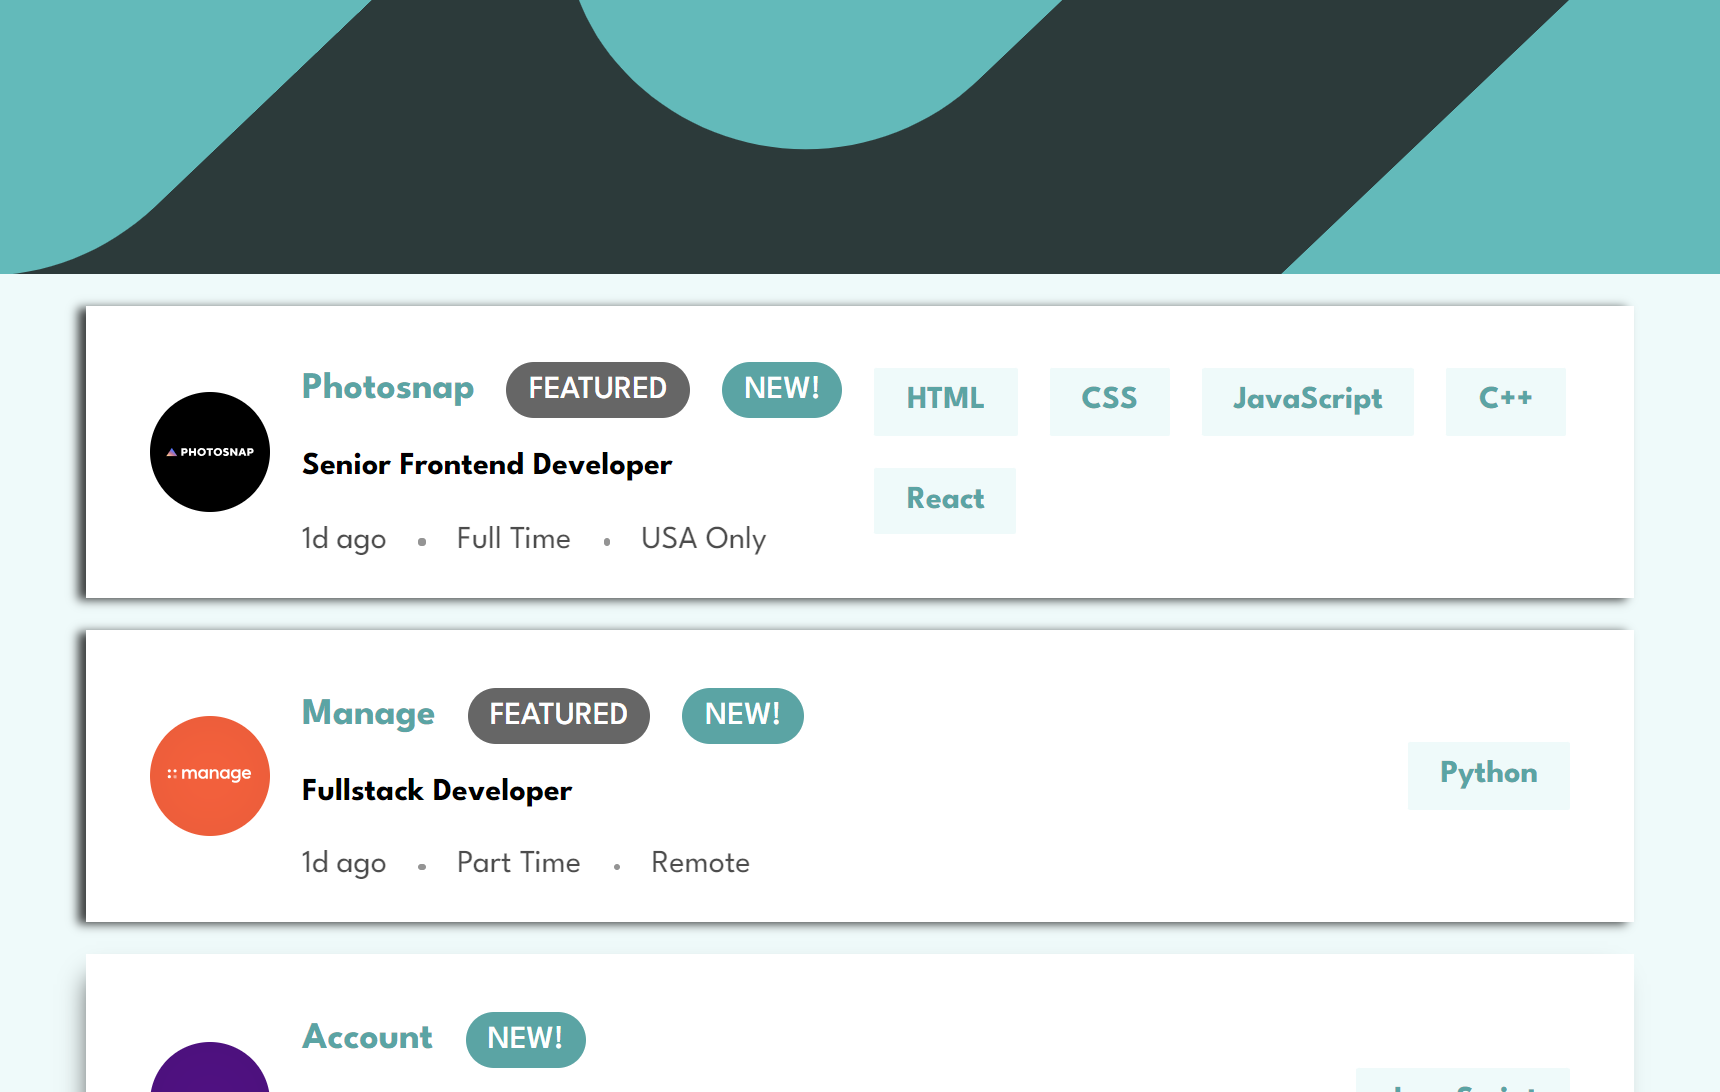 Photosnap FEATURED NEW!
HTML CSS JavaScript C++
PHOTOSNAP
Senior Frontend Developer
React
1d ago • Full Time • USA Only
Manage FEATURED NEW!
manage
Python
Fullstack Developer
1d ago • Part Time • Remote
Account NEW!
JavaScript